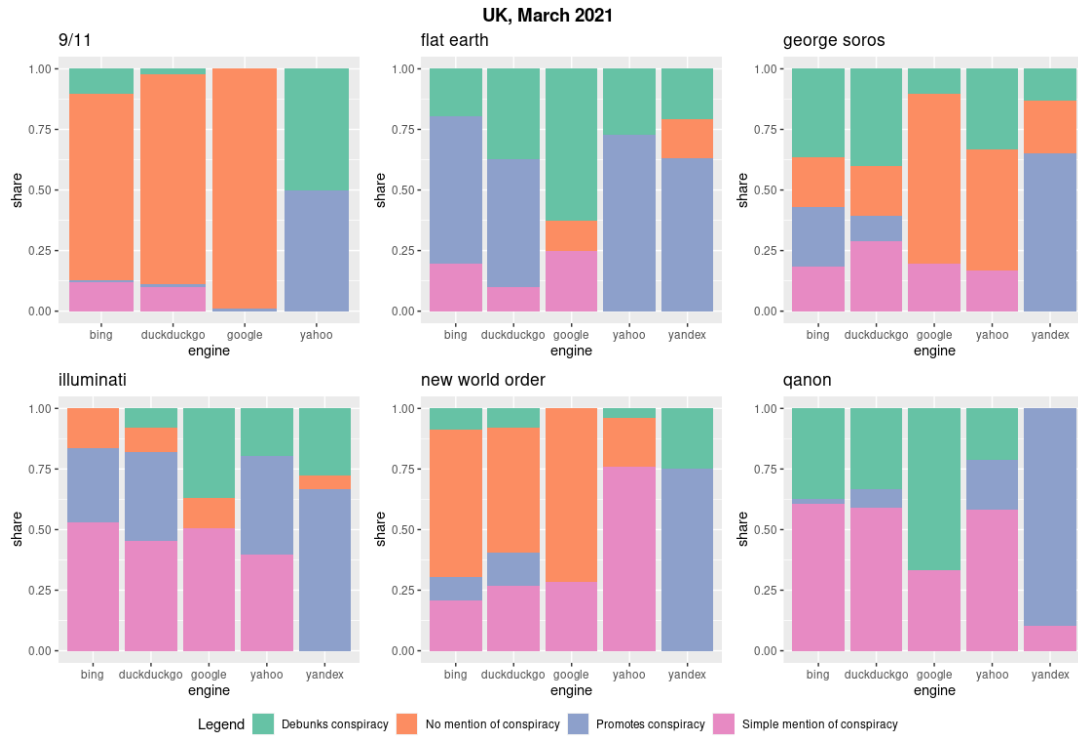 UK, March 2021
9/11
flat earth
george soros
1.00
0.75
0.50
0.25
0.00
share
bing duckduckgo google yahoo
engine
1.00
0.75
0.50
0.25
0.00
share
bing duckduckgo google yahoo yandex
engine
1.00
0.75
0.50
0.25
0.00
share
bing duckduckgo google yahoo yandex
engine
illuminati
new world order
qanon
1.00
0.75
0.50
0.25
0.00
share
bing duckduckgo google yahoo yandex
engine
1.00
0.75
0.50
0.25
0.00
share
bing duckduckgo google yahoo yandex
engine
1.00
0.75
0.50
0.25
0.00
share
bing duckduckgo google yahoo yandex
engine
Legend Debunks conspiracy No mention of conspiracy Promotes conspiracy Simple mention of conspiracy